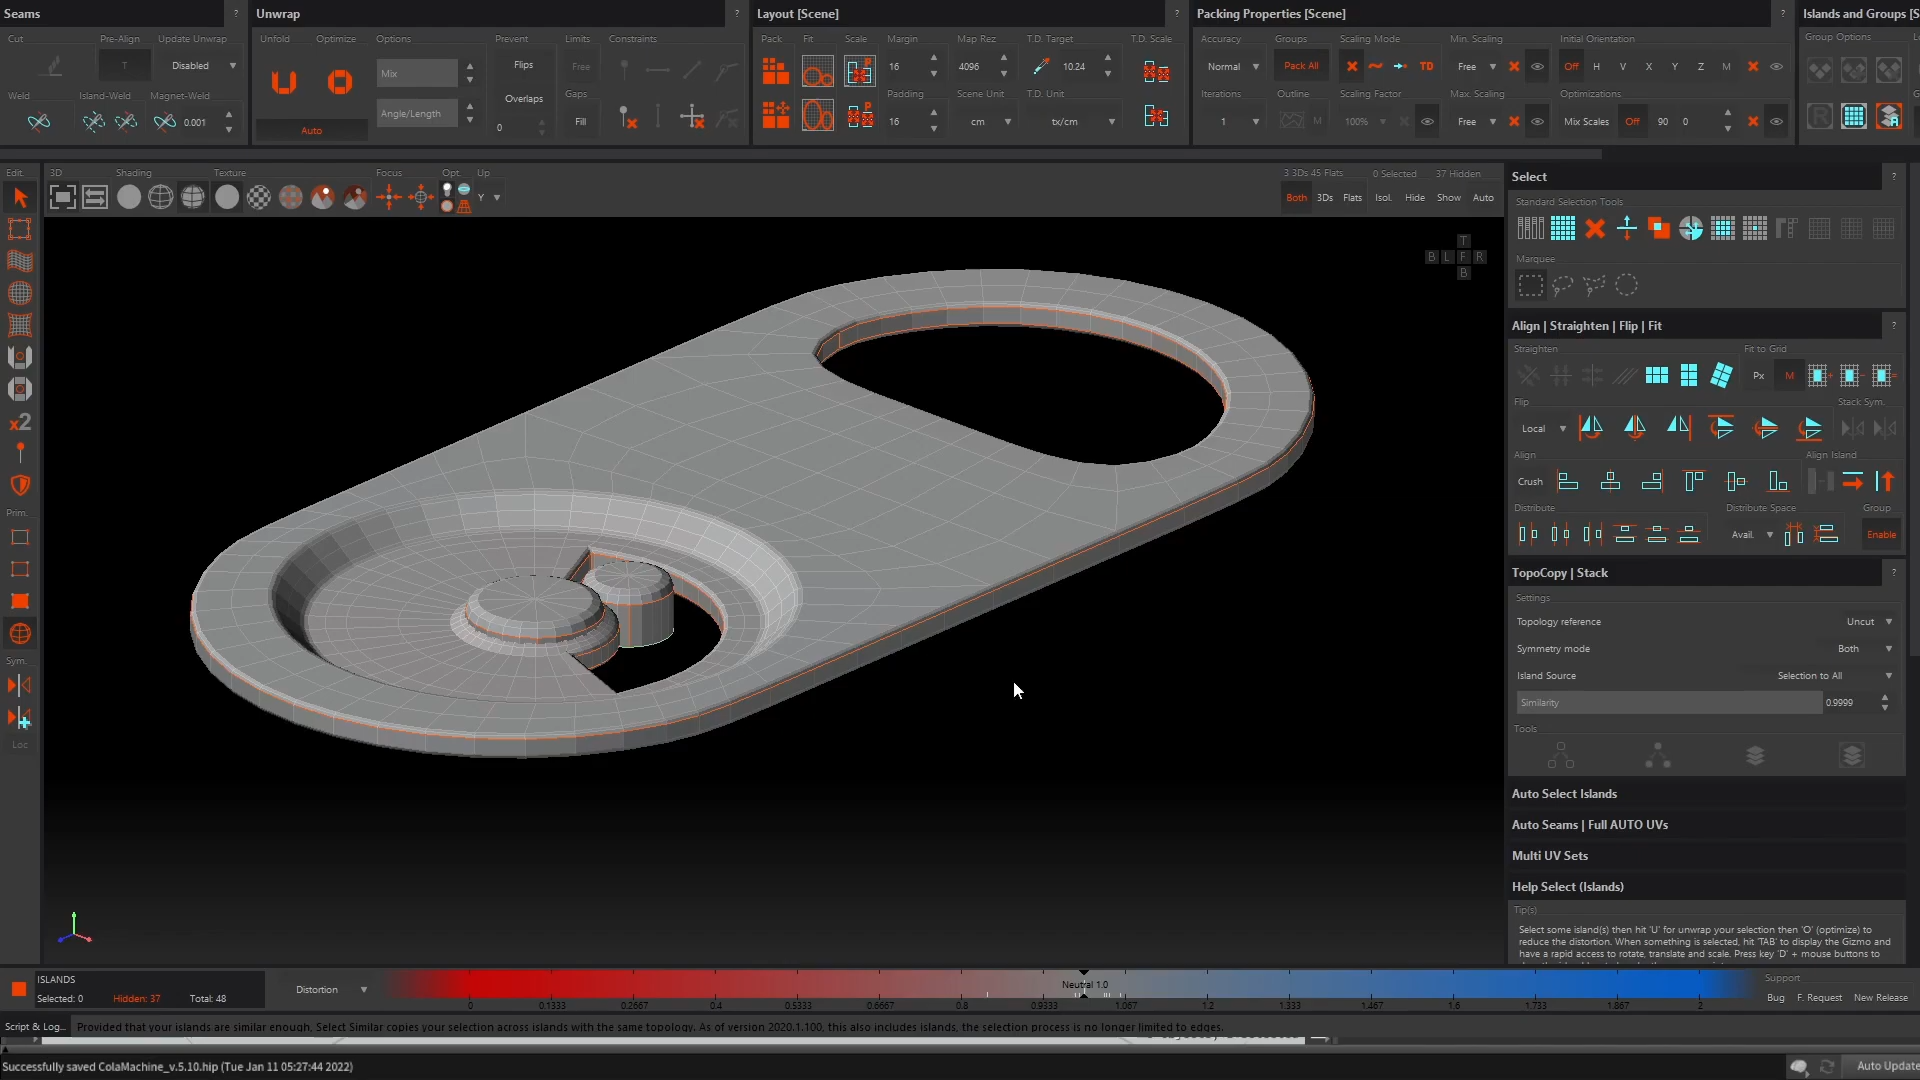 Seams ? Unwrap ? Layout [Scene] ? Packing Properties [Scene] ? Islands and Groups [S
Cut Pre-Align Update Unwrap Unfold Optimize Options Prevent Limits Constraints Pack Fit Scale Margin Map Rez T.D. Target T.D. Scale Accuracy Groups Scaling Mode Min. Scaling Initial Orientation Group Options
T Disabled Mix Flips Free 16 4096 10.24 Normal Pack All TD Free Off H V X Y Z M
Weld Island-Weld Magnet-Weld Angle/Length Overlaps Gaps Padding Scene Unit T.D. Unit Iterations Outline Scaling Factor Max. Scaling Optimizations
0.001 Auto 0 Fill 16 cm tx/cm 1 M 100% Free Mix Scales Off 90 0
Edit. 3D Shading Texture Focus Opt. Up 3 3Ds 45 Flats 0 Selected 37 Hidden
Y Both 3Ds Flats Isol. Hide Show Auto
T
B L F R
B
x2
Prim.
Sym.
Loc
Select ?
Standard Selection Tools
Marquee
Align | Straighten | Flip | Fit ?
Straighten Fit to Grid
Px M
Flip Stack Sym.
Local
Align Align Island
Crush
Distribute Distribute Space Group
Avail. Enable
TopoCopy | Stack ?
Settings
Topology reference Uncut
Symmetry mode Both
Island Source Selection to All
Similarity 0.9999
Tools
Auto Select Islands
Auto Seams | Full AUTO UVs
Multi UV Sets
Help Select (Islands)
Tip(s)
Select some island(s) then hit 'U' for unwrap your selection then 'O' (optimize) to
reduce the distortion. When something is selected, hit 'TAB' to display the Gizmo and
have a rapid access to rotate, translate and scale. Press key 'D' + mouse buttons to
ISLANDS
Selected: 0 Hidden: 37 Total: 48
Distortion
Neutral 1.0
0 0.1333 0.2667 0.4 0.5333 0.6667 0.8 0.9333 1.067 1.2 1.333 1.467 1.6 1.733 1.867 2
Support
Bug F. Request New Release
Script & Log... Provided that your islands are similar enough, Select Similar copies your selection across islands with the same topology. As of version 2020.1.100, this also includes islands, the selection process is no longer limited to edges.
Successfully saved ColaMachine_v.5.10.hip (Tue Jan 11 05:27:44 2022)
Auto Update